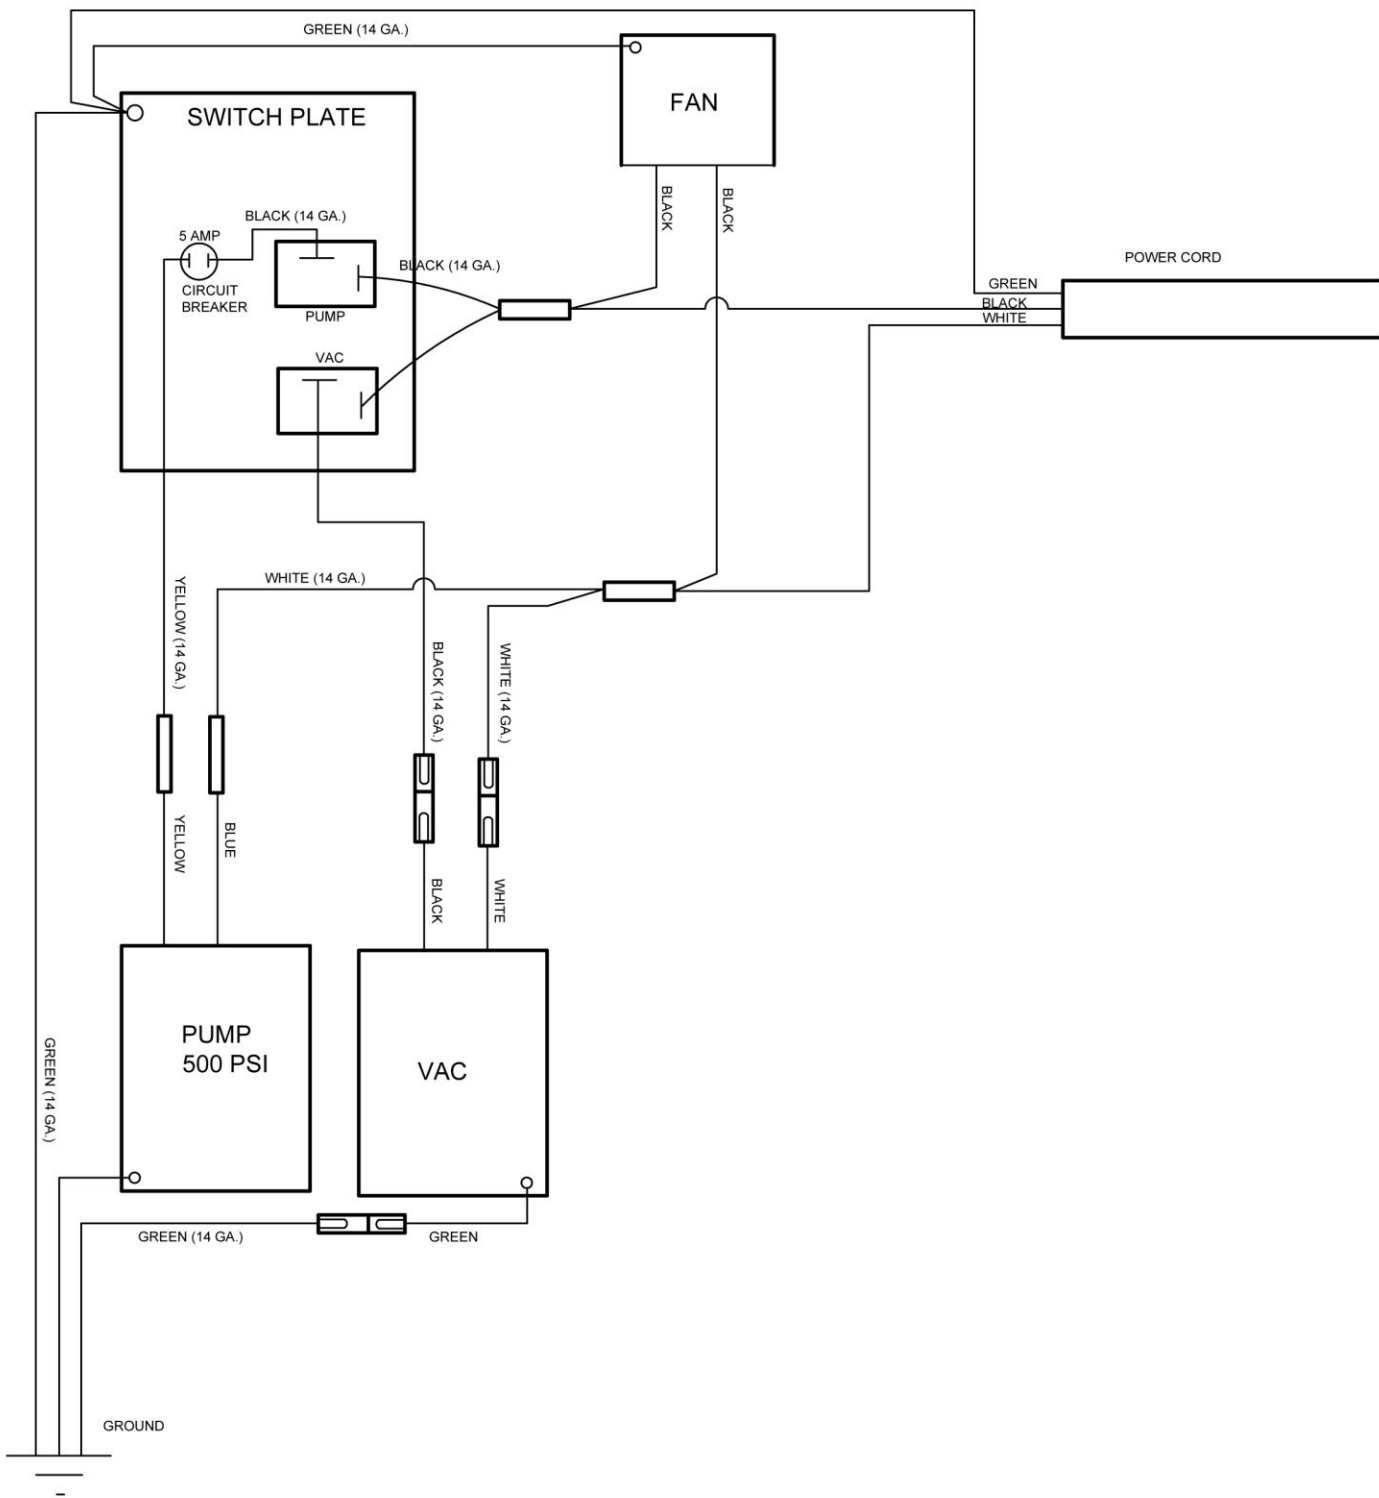 GREEN (14 GA.)
FAN
SWITCH PLATE
BLACK
BLACK
BLACK (14 GA.)
5 AMP
CIRCUIT
BREAKER
PUMP
BLACK (14 GA.)
POWER CORD
GREEN
BLACK
WHITE
VAC
WHITE (14 GA.)
YELLOW (14 GA.)
BLACK (14 GA.)
WHITE (14 GA.)
YELLOW
BLUE
BLACK
WHITE
PUMP
500 PSI
VAC
GREEN (14 GA.)
GREEN (14 GA.)
GREEN
GROUND